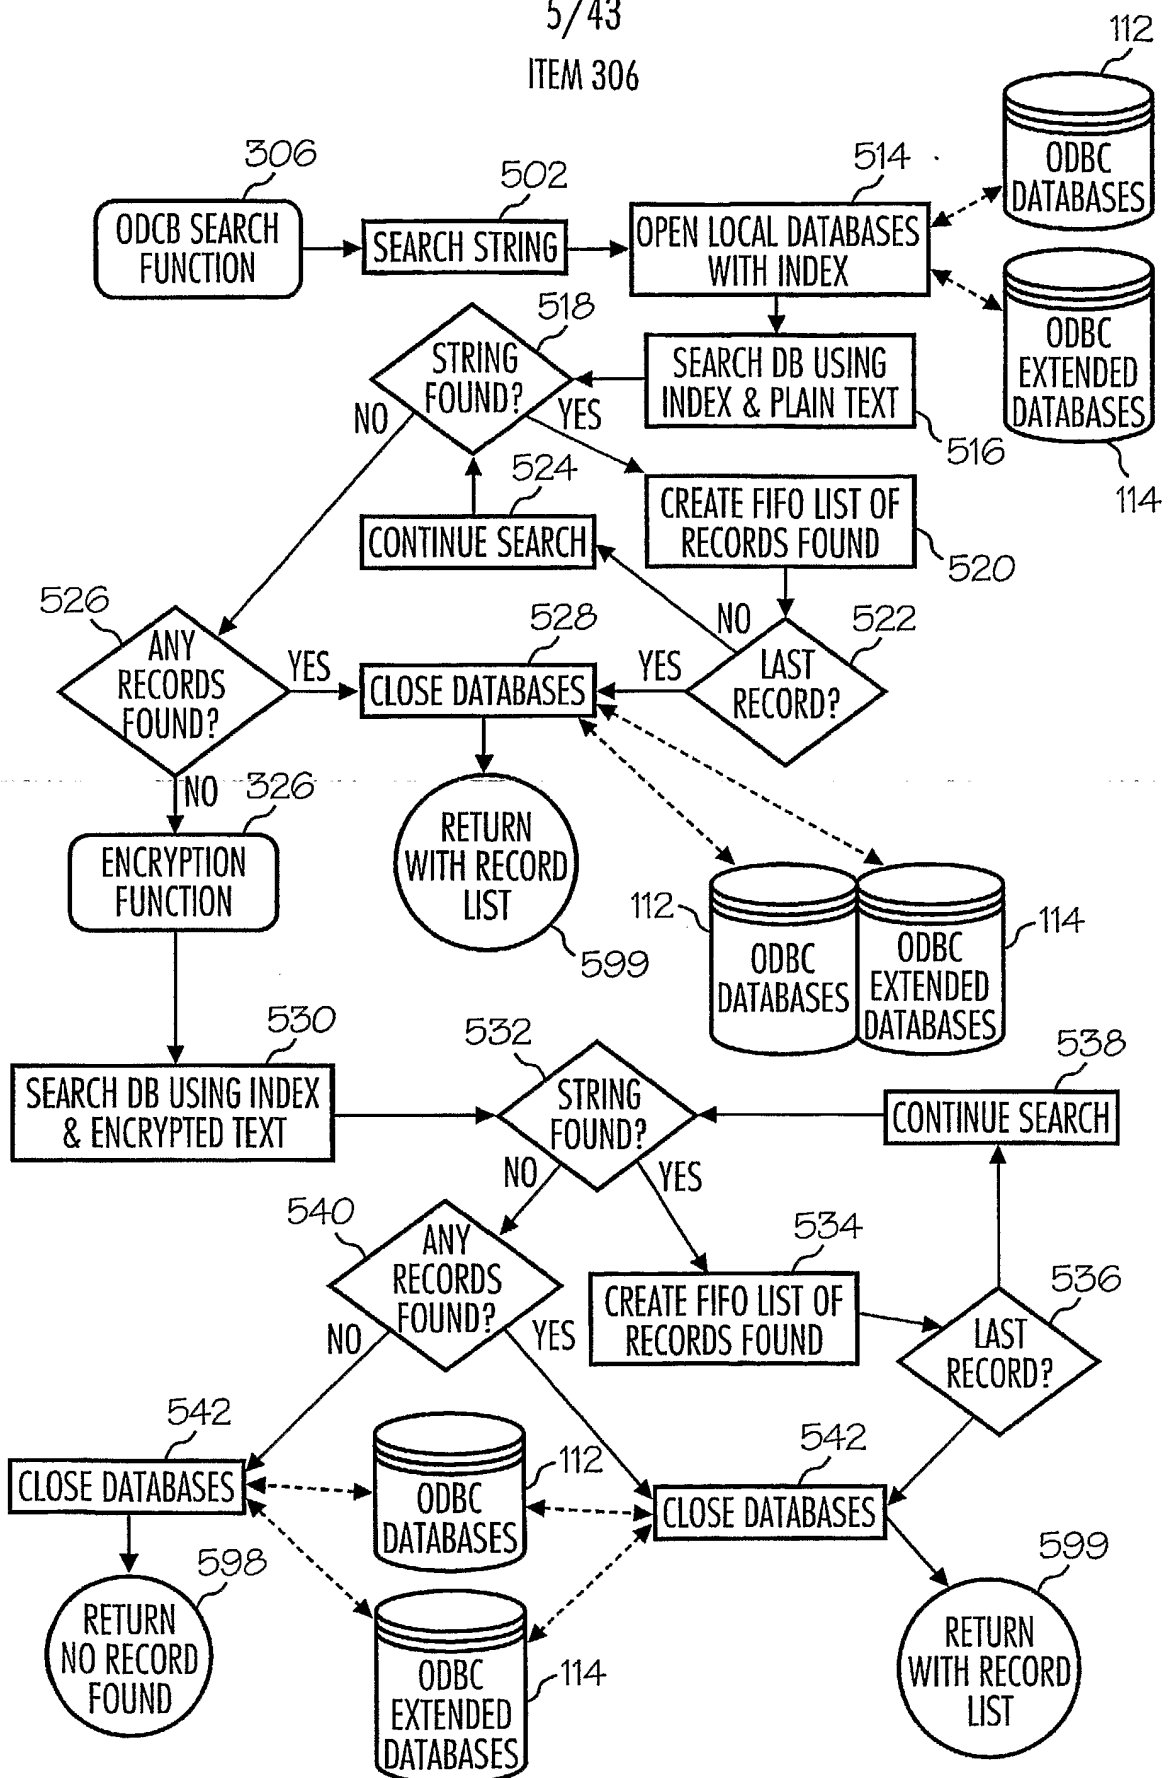 5/43
ITEM 306
112
ODBC
DATABASES
306
ODCB SEARCH
FUNCTION
502
SEARCH STRING
514
OPEN LOCAL DATABASES
WITH INDEX
ODBC
EXTENDED
DATABASES
114
518
STRING
FOUND?
NO
YES
SEARCH DB USING
INDEX & PLAIN TEXT
516
524
CONTINUE SEARCH
CREATE FIFO LIST OF
RECORDS FOUND
520
526
ANY
RECORDS
FOUND?
YES
NO
528
CLOSE DATABASES
YES
NO
522
LAST
RECORD?
326
ENCRYPTION
FUNCTION
RETURN
WITH RECORD
LIST
599
112
ODBC
DATABASES
114
ODBC
EXTENDED
DATABASES
530
SEARCH DB USING INDEX
& ENCRYPTED TEXT
532
STRING
FOUND?
NO
YES
538
CONTINUE SEARCH
540
ANY
RECORDS
FOUND?
NO
YES
534
CREATE FIFO LIST OF
RECORDS FOUND
536
LAST
RECORD?
542
CLOSE DATABASES
112
ODBC
DATABASES
542
CLOSE DATABASES
598
RETURN
NO RECORD
FOUND
114
ODBC
EXTENDED
DATABASES
599
RETURN
WITH RECORD
LIST